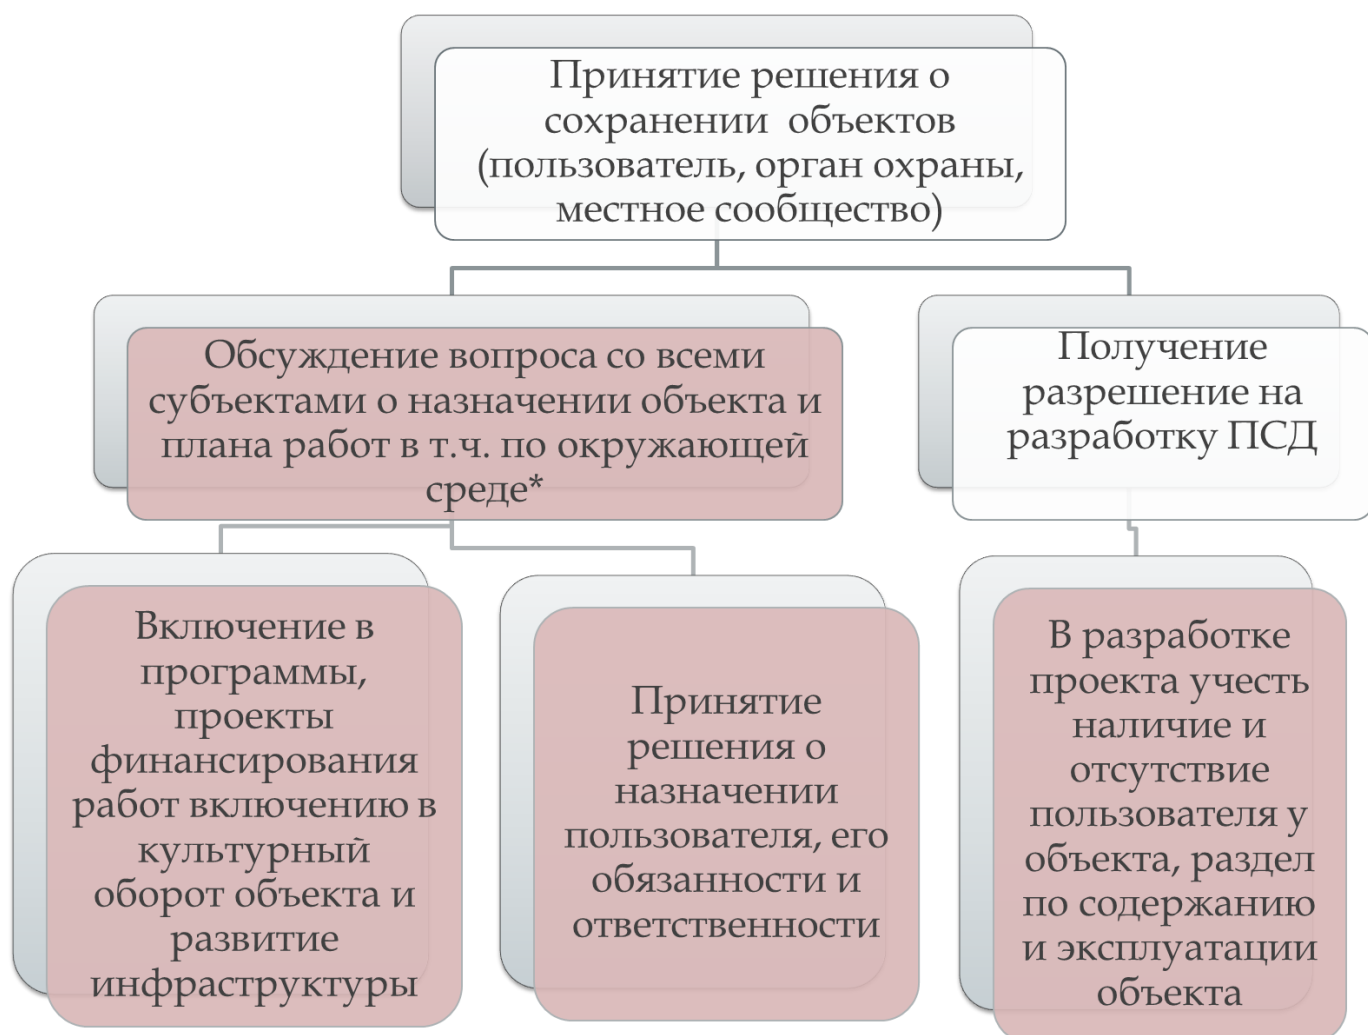 Принятие решения о
сохранении объектов
(пользователь, орган охраны,
местное сообщество)
Обсуждение вопроса со всеми
субъектами о назначении объекта и
плана работ в т.ч. по окружающей
среде*
Получение
разрешение на
разработку ПСД
Включение в
программы,
проекты
финансирования
работ включению в
культурный
оборот объекта и
развитие
инфраструктуры
Принятие
решения о
назначении
пользователя, его
обязанности и
ответственности
В разработке
проекта учесть
наличие и
отсутствие
пользователя у
объекта, раздел
по содержанию
и эксплуатации
объекта